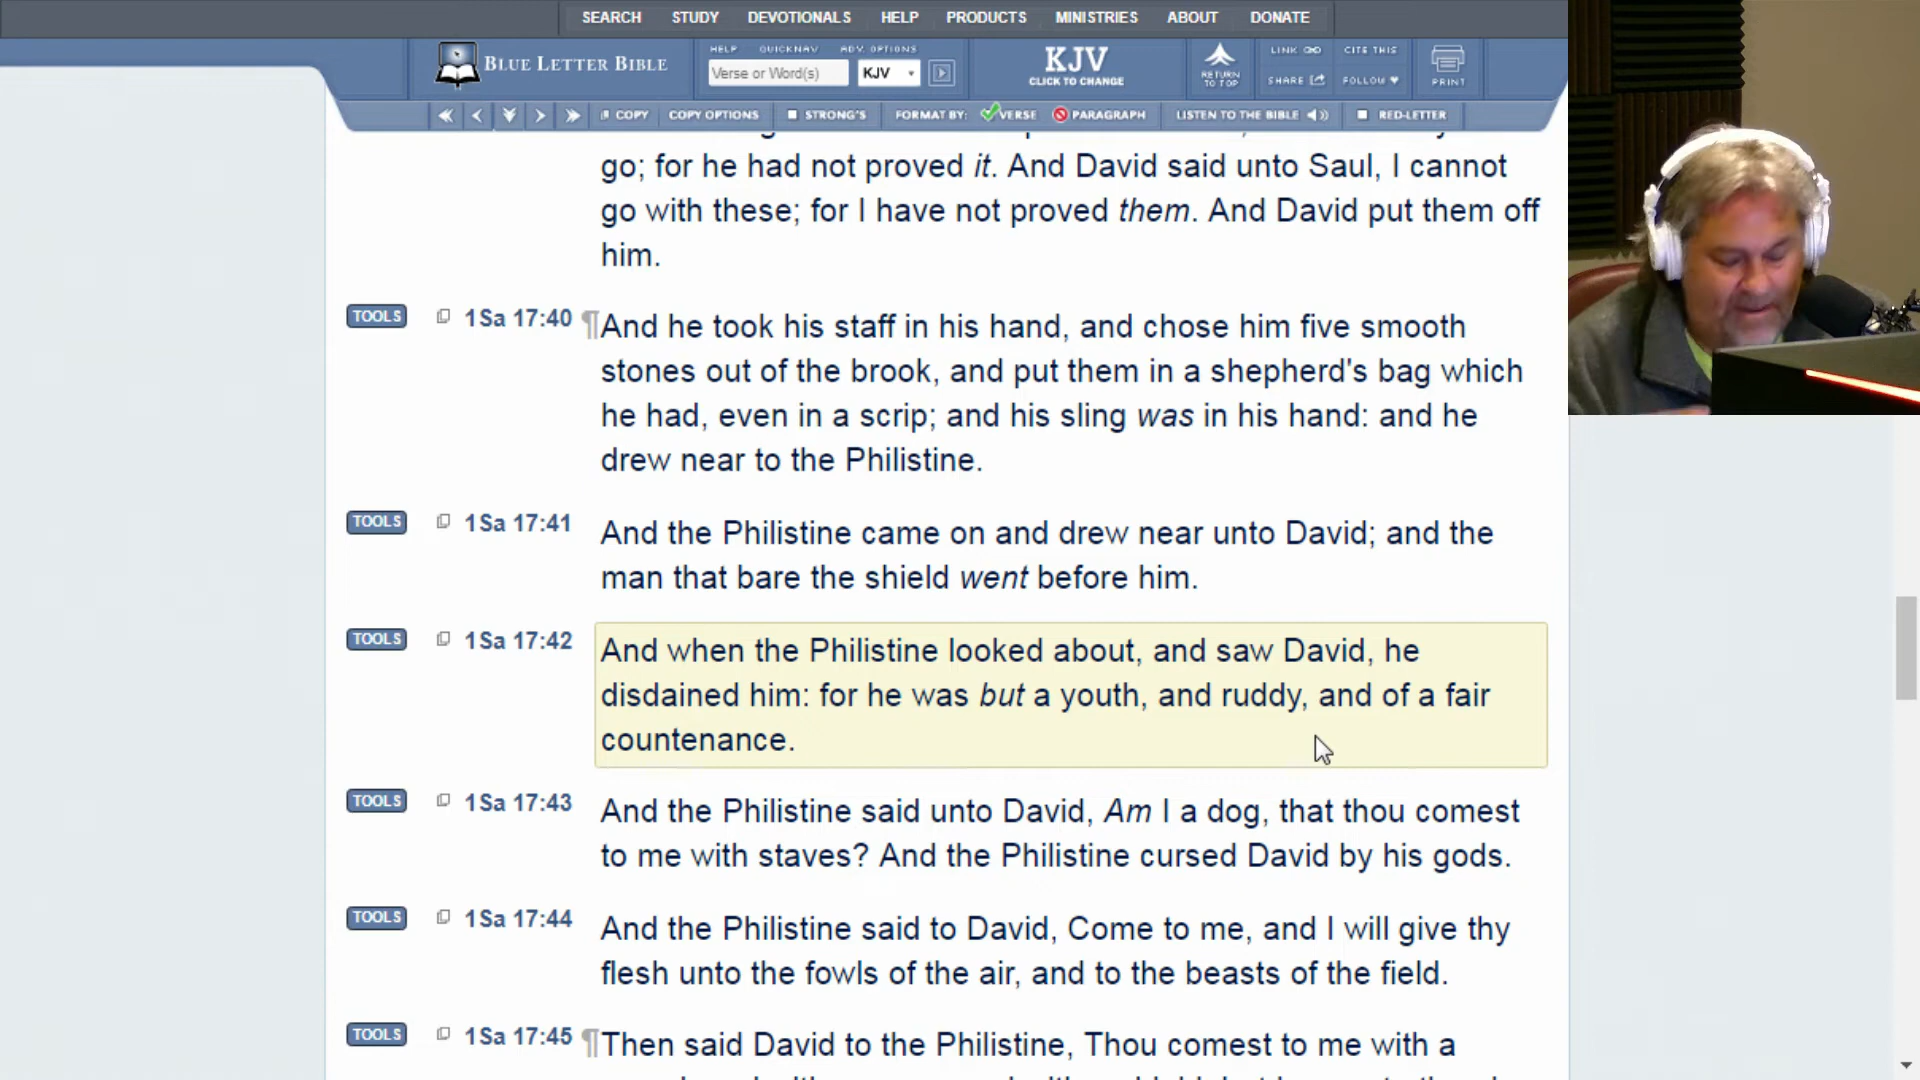 SEARCH STUDY DEVOTIONALS HELP PRODUCTS MINISTRIES ABOUT DONATE
BLUE LETTER BIBLE
HELP QUICKNAV ADV. OPTIONS
Verse or Word(s) KJV
KJV
CLICK TO CHANGE
RETURN
TO TOP
LINK CITE THIS
SHARE FOLLOW
PRINT
COPY COPY OPTIONS STRONG'S FORMAT BY: VERSE PARAGRAPH LISTEN TO THE BIBLE RED-LETTER
go; for he had not proved it. And David said unto Saul, I cannot
go with these; for I have not proved them. And David put them off
him.
TOOLS 1Sa 17:40 ¶And he took his staff in his hand, and chose him five smooth
stones out of the brook, and put them in a shepherd's bag which
he had, even in a scrip; and his sling was in his hand: and he
drew near to the Philistine.
TOOLS 1Sa 17:41 And the Philistine came on and drew near unto David; and the
man that bare the shield went before him.
TOOLS 1Sa 17:42 And when the Philistine looked about, and saw David, he
disdained him: for he was but a youth, and ruddy, and of a fair
countenance.
TOOLS 1Sa 17:43 And the Philistine said unto David, Am I a dog, that thou comest
to me with staves? And the Philistine cursed David by his gods.
TOOLS 1Sa 17:44 And the Philistine said to David, Come to me, and I will give thy
flesh unto the fowls of the air, and to the beasts of the field.
TOOLS 1Sa 17:45 ¶Then said David to the Philistine, Thou comest to me with a